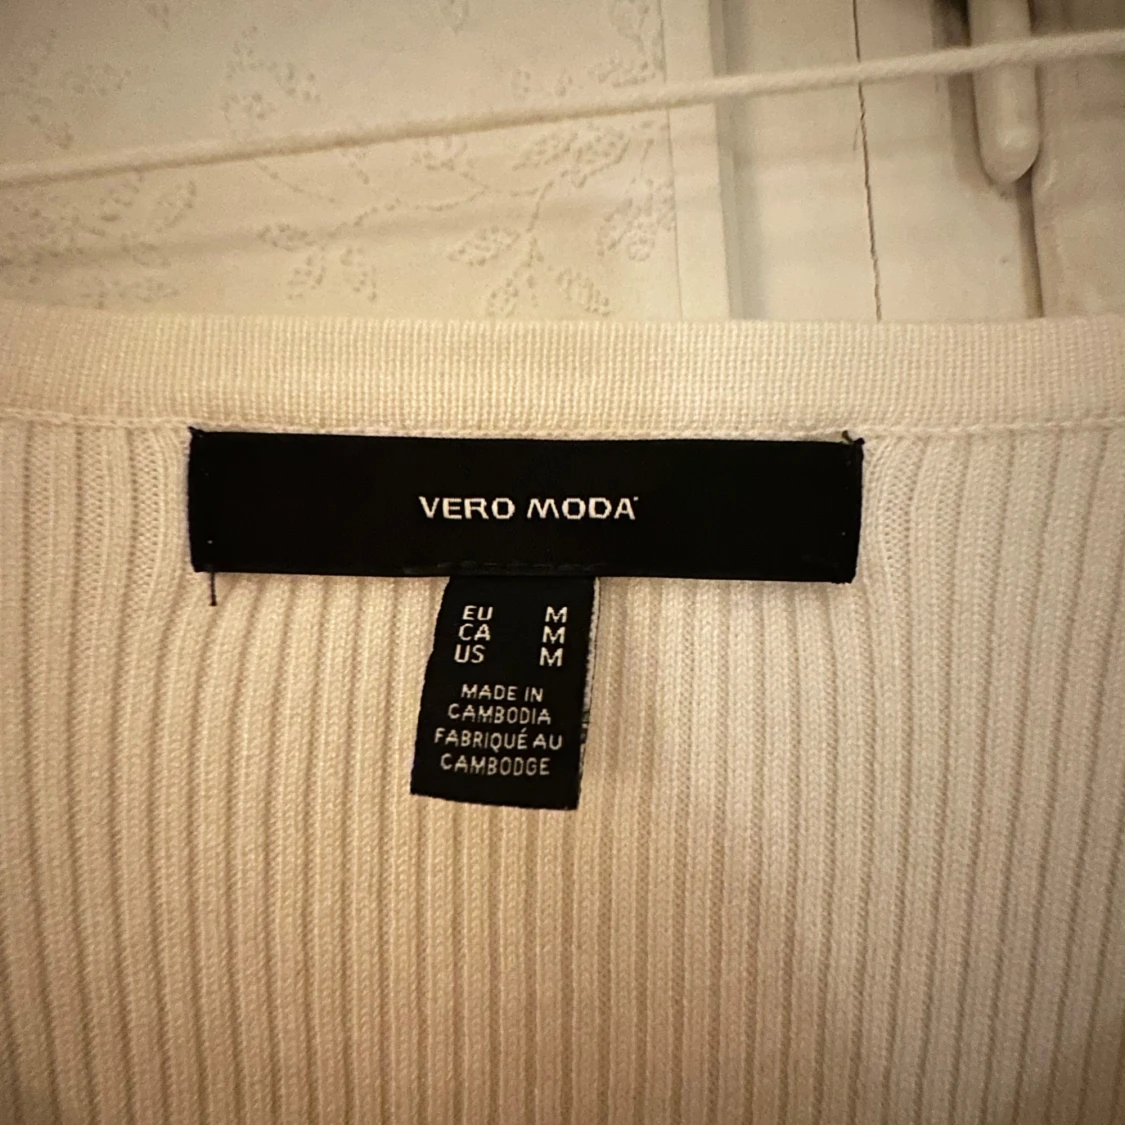 VERO MODA
EU M
CA M
US M
MADE IN
CAMBODIA
FABRIQUÉ AU
CAMBODGE